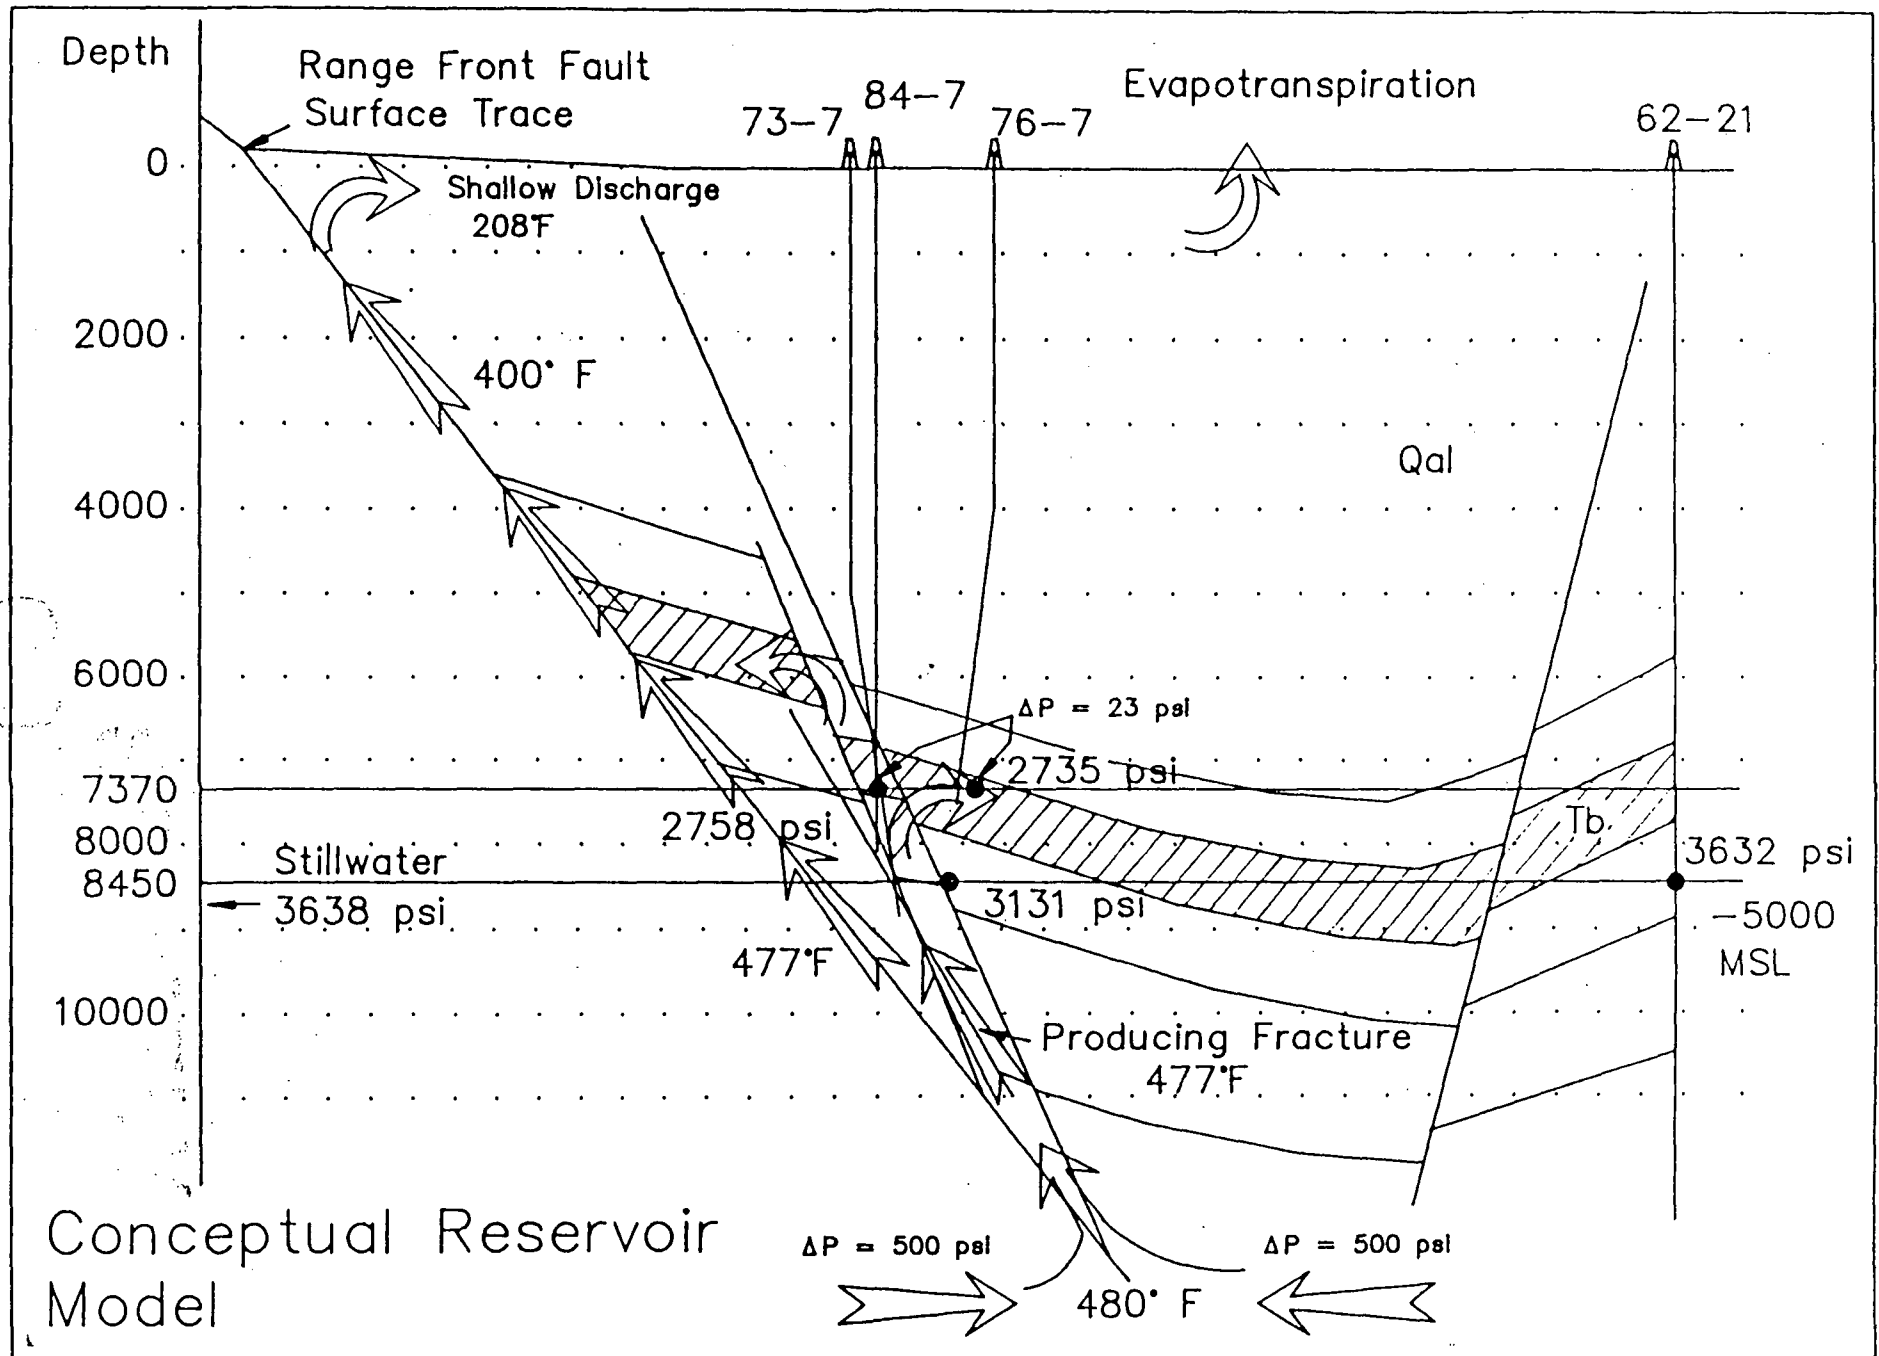 Depth
Range Front Fault
Surface Trace
73-7
84-7
76-7
Evapotranspiration
62-21
0
Shallow Discharge
208°F
2000
400° F
Qal
4000
6000
ΔP = 23 psi
7370
2735 psi
2758 psi
Tb
8000
Stillwater
3632 psi
8450
3638 psi
3131 psi
-5000
MSL
477°F
10000
Producing Fracture
477°F
Conceptual Reservoir
Model
ΔP = 500 psi
ΔP = 500 psi
480° F